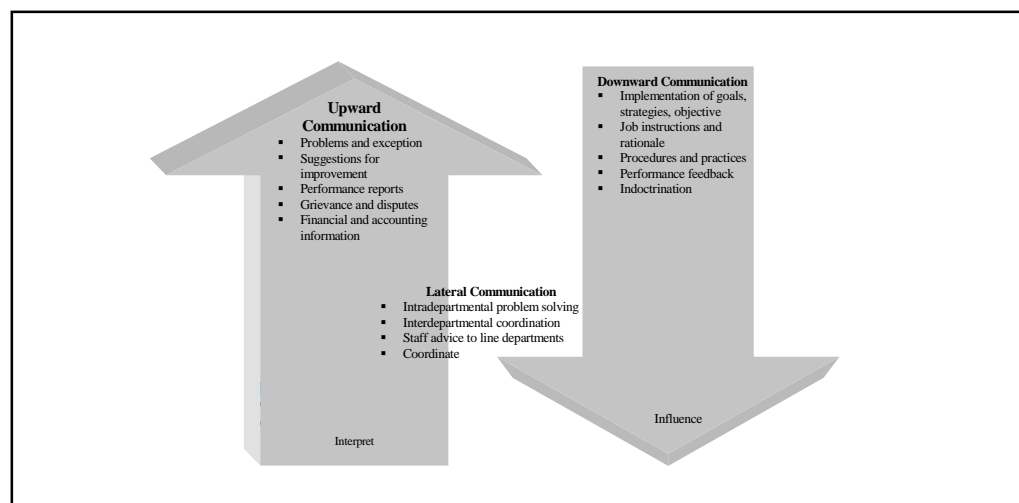 Upward
Communication
▪ Problems and exception
▪ Suggestions for
improvement
▪ Performance reports
▪ Grievance and disputes
▪ Financial and accounting
information
Interpret
Lateral Communication
▪ Intradepartmental problem solving
▪ Interdepartmental coordination
▪ Staff advice to line departments
▪ Coordinate
Downward Communication
▪ Implementation of goals,
strategies, objective
▪ Job instructions and
rationale
▪ Procedures and practices
▪ Performance feedback
▪ Indoctrination
Influence